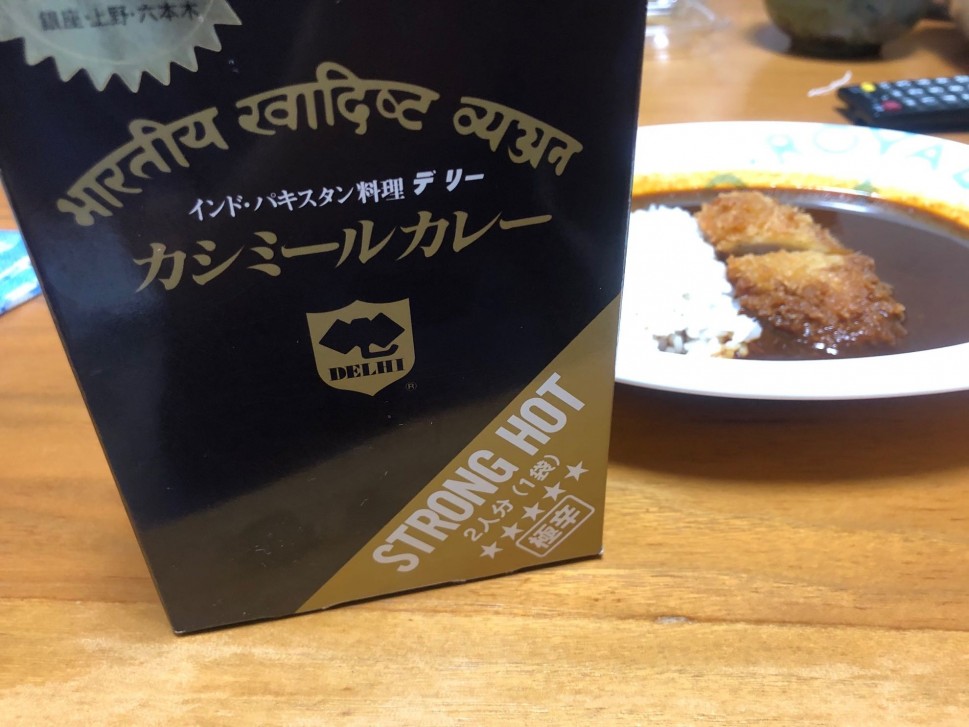 銀座・上野・六本木
भारतीय स्वादिष्ट व्यञ्जन
インド・パキスタン料理 デリー
カシミールカレー
DELHI
®
STRONG HOT
2人分(1袋)
★★★★★
極辛
ROYA